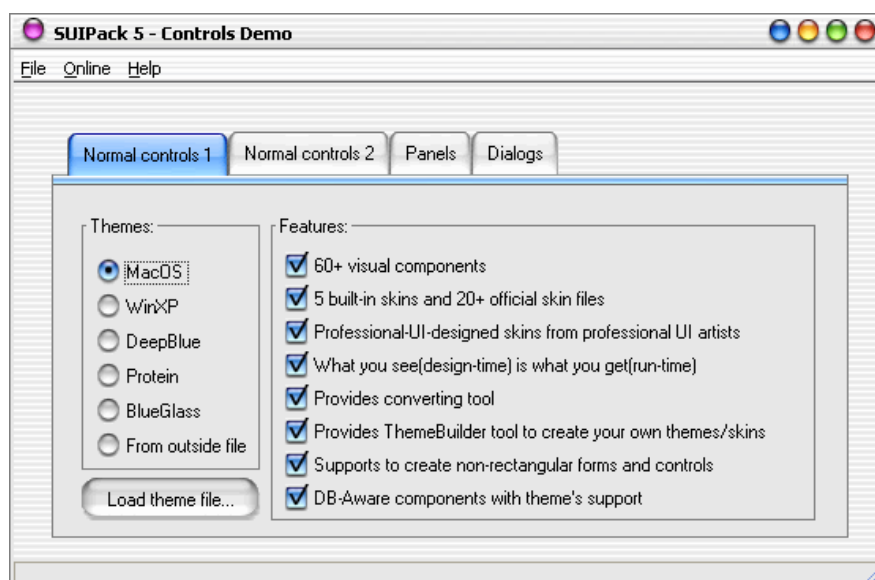 SUIPack 5 - Controls Demo
File Online Help
Normal controls 1 Normal controls 2 Panels Dialogs
Themes:
MacOS
WinXP
DeepBlue
Protein
BlueGlass
From outside file
Load theme file...
Features:
60+ visual components
5 built-in skins and 20+ official skin files
Professional-UI-designed skins from professional UI artists
What you see(design-time) is what you get(run-time)
Provides converting tool
Provides ThemeBuilder tool to create your own themes/skins
Supports to create non-rectangular forms and controls
DB-Aware components with theme's support